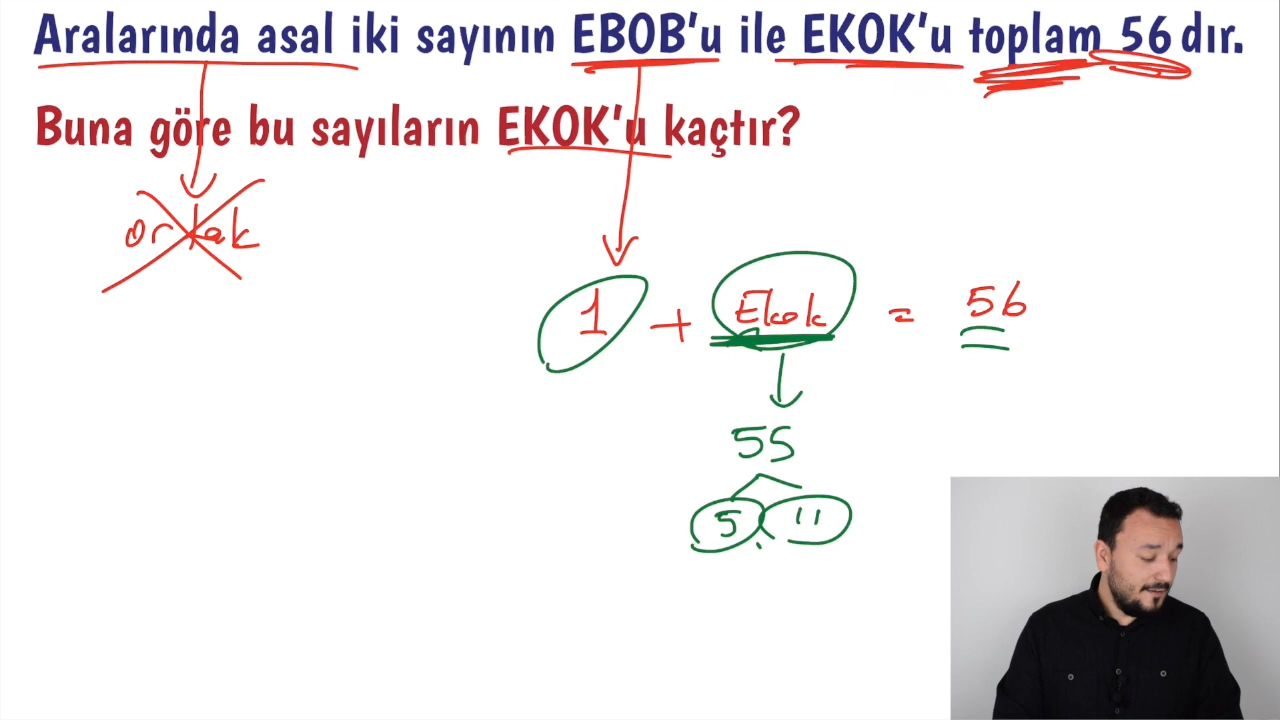 Aralarında asal iki sayının EBOB'u ile EKOK'u toplam 56 dır.
Buna göre bu sayıların EKOK'u kaçtır?
ortak
1 + Ekok = 56
55
5 . 11